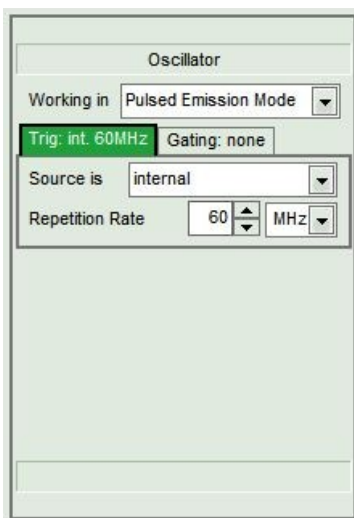 Oscillator
Working in Pulsed Emission Mode
Trig: int. 60MHz Gating: none
Source is internal
Repetition Rate 60 MHz